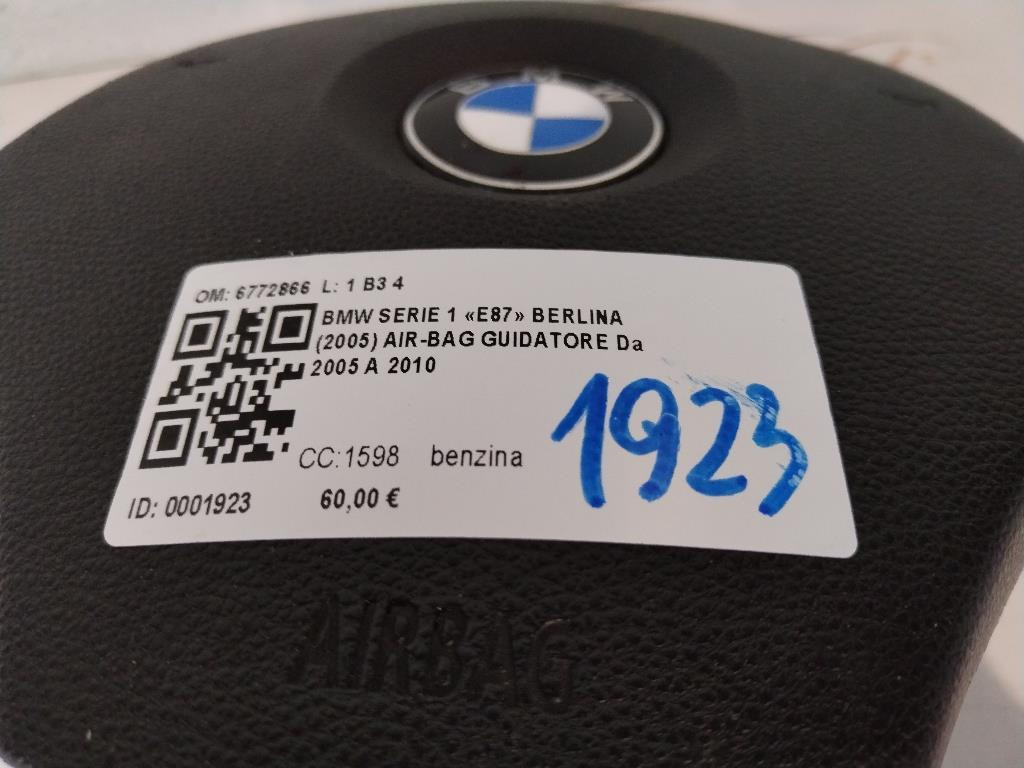 BMW
OM: 6772866 L: 1 B3 4
BMW SERIE 1 «E87» BERLINA
(2005) AIR-BAG GUIDATORE Da
2005 A 2010
CC:1598 benzina
1923
ID: 0001923 60,00 €
AIRBAG